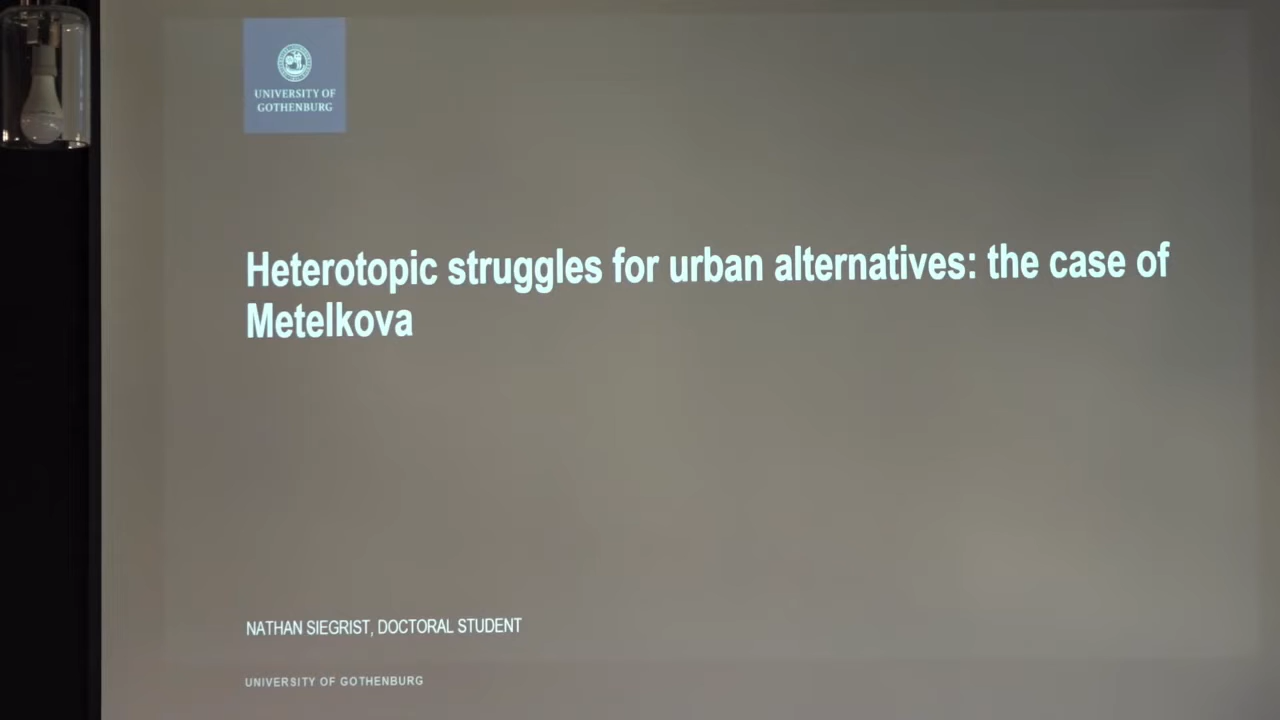 UNIVERSITY OF
GOTHENBURG
Heterotopic struggles for urban alternatives: the case of
Metelkova
NATHAN SIEGRIST, DOCTORAL STUDENT
UNIVERSITY OF GOTHENBURG